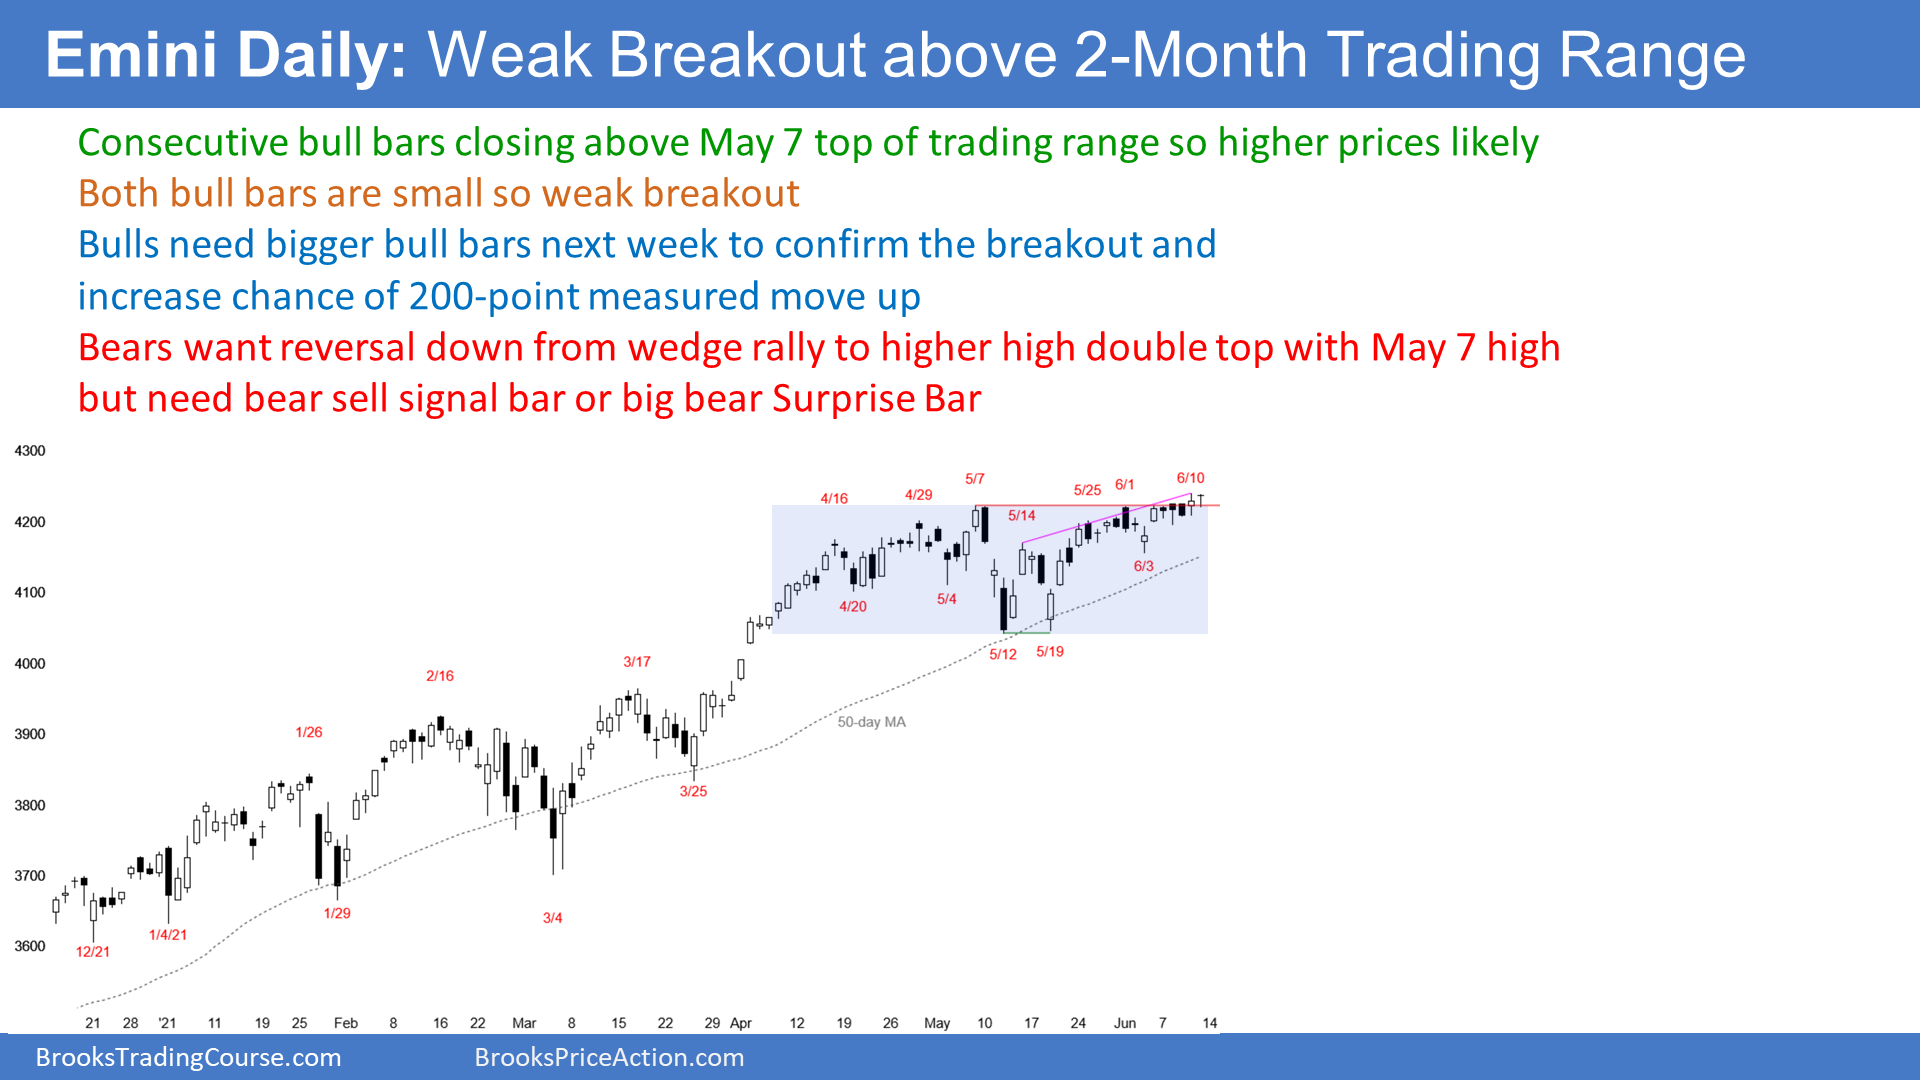 Emini Daily: Weak Breakout above 2-Month Trading Range
Consecutive bull bars closing above May 7 top of trading range so higher prices likely
Both bull bars are small so weak breakout
Bulls need bigger bull bars next week to confirm the breakout and
increase chance of 200-point measured move up
Bears want reversal down from wedge rally to higher high double top with May 7 high
but need bear sell signal bar or big bear Surprise Bar
4300
4200
4100
4000
3900
3800
3700
3600
12/21
1/4/21
1/26
1/29
2/16
3/4
3/17
3/25
4/16
4/20
4/29
5/4
5/7
5/12
5/14
5/19
5/25
6/1
6/3
6/10
50-day MA
21 28 '21 11 19 25 Feb 8 16 22 Mar 8 15 22 29 Apr 12 19 26 May 10 17 24 Jun 7 14
BrooksTradingCourse.com BrooksPriceAction.com